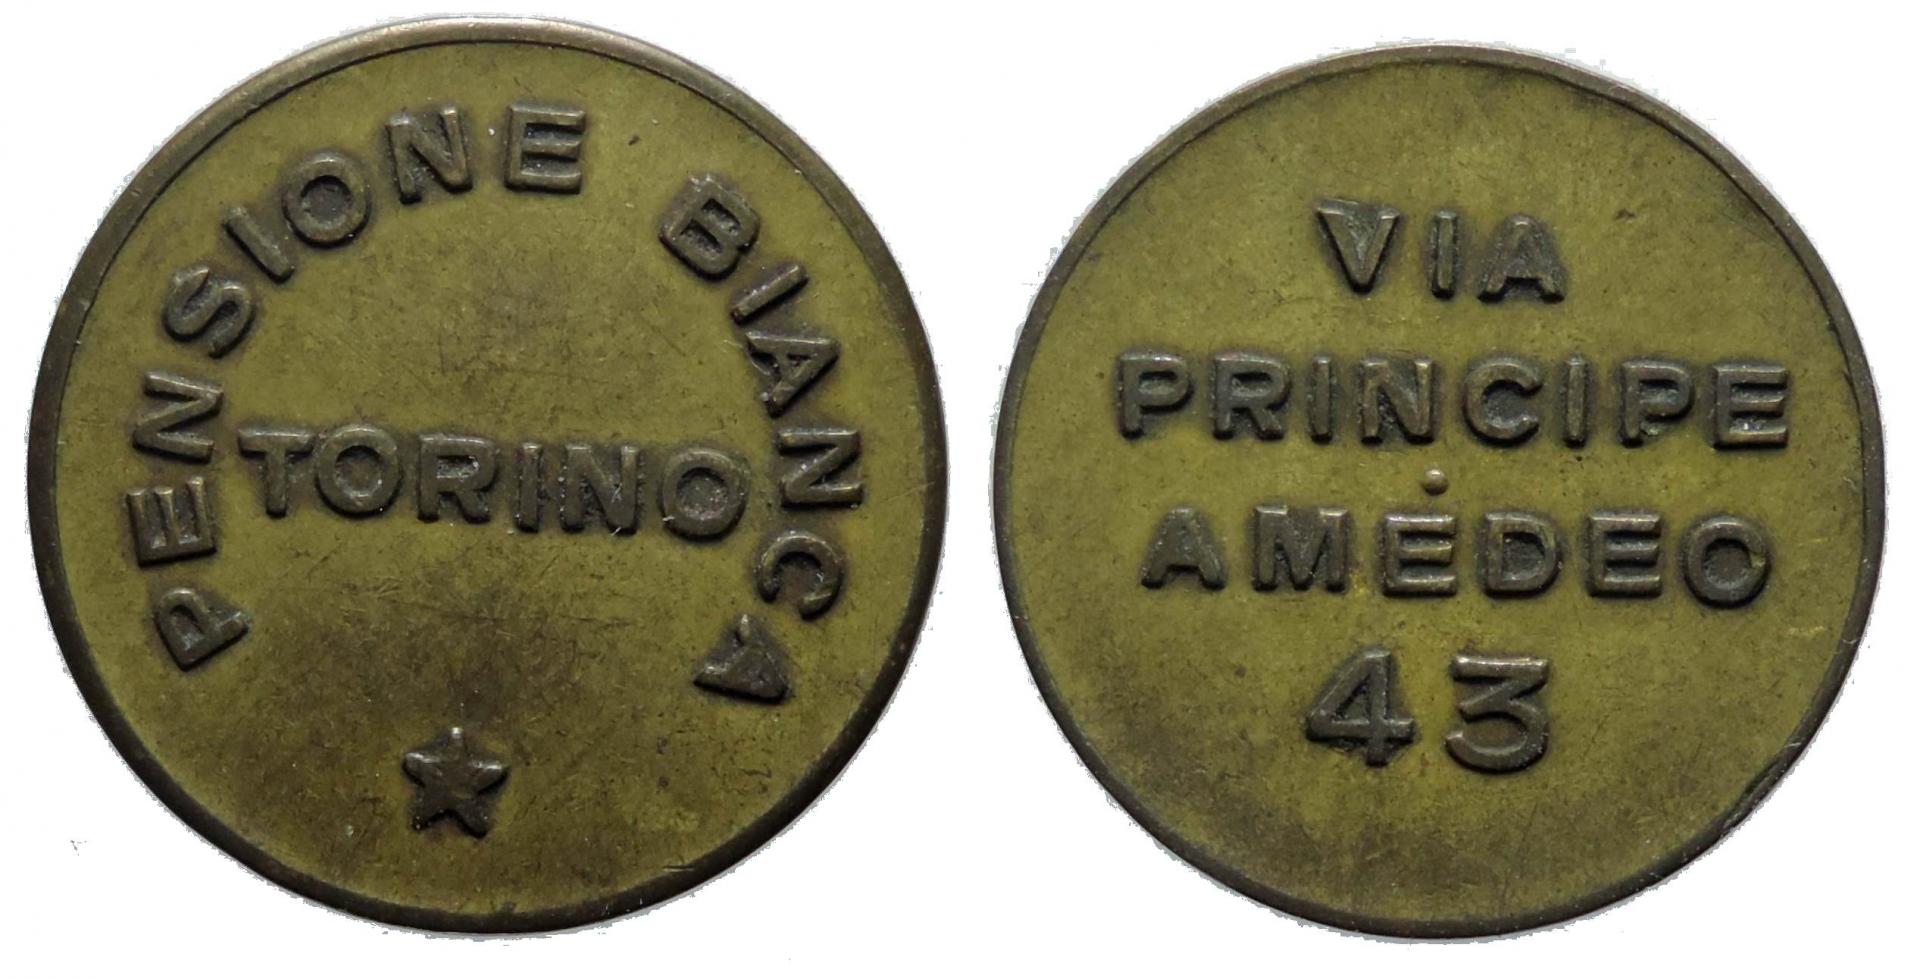 PENSIONE BIANCA
TORINO
VIA
PRINCIPE
AMEDEO
43